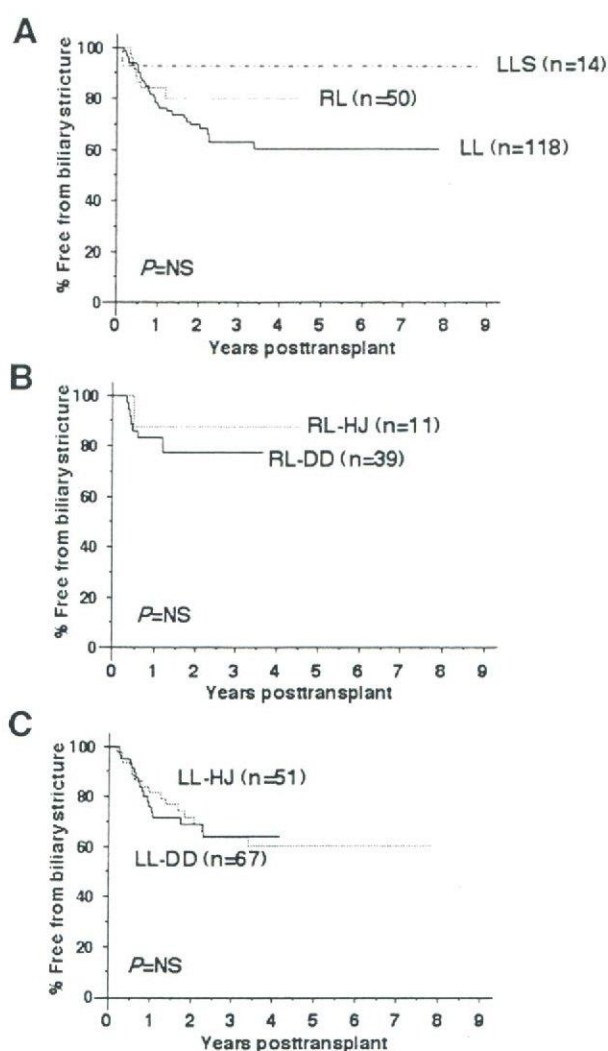 A
% Free from biliary stricture
100
80
60
40
20
0
LLS (n=14)
RL (n=50)
LL (n=118)
P=NS
0 1 2 3 4 5 6 7 8 9
Years posttransplant
B
% Free from biliary stricture
100
80
60
40
20
0
RL-HJ (n=11)
RL-DD (n=39)
P=NS
0 1 2 3 4 5 6 7 8 9
Years posttransplant
C
% Free from biliary stricture
100
80
60
40
20
0
LL-HJ (n=51)
LL-DD (n=67)
P=NS
0 1 2 3 4 5 6 7 8 9
Years posttransplant